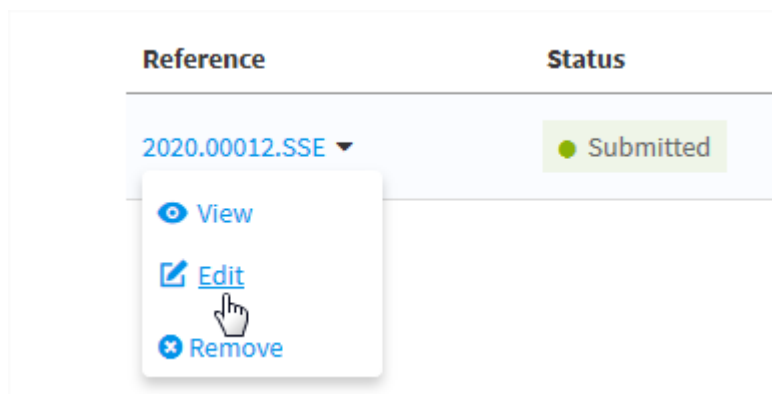 Reference Status
2020.00012.SSE Submitted
View
Edit
Remove